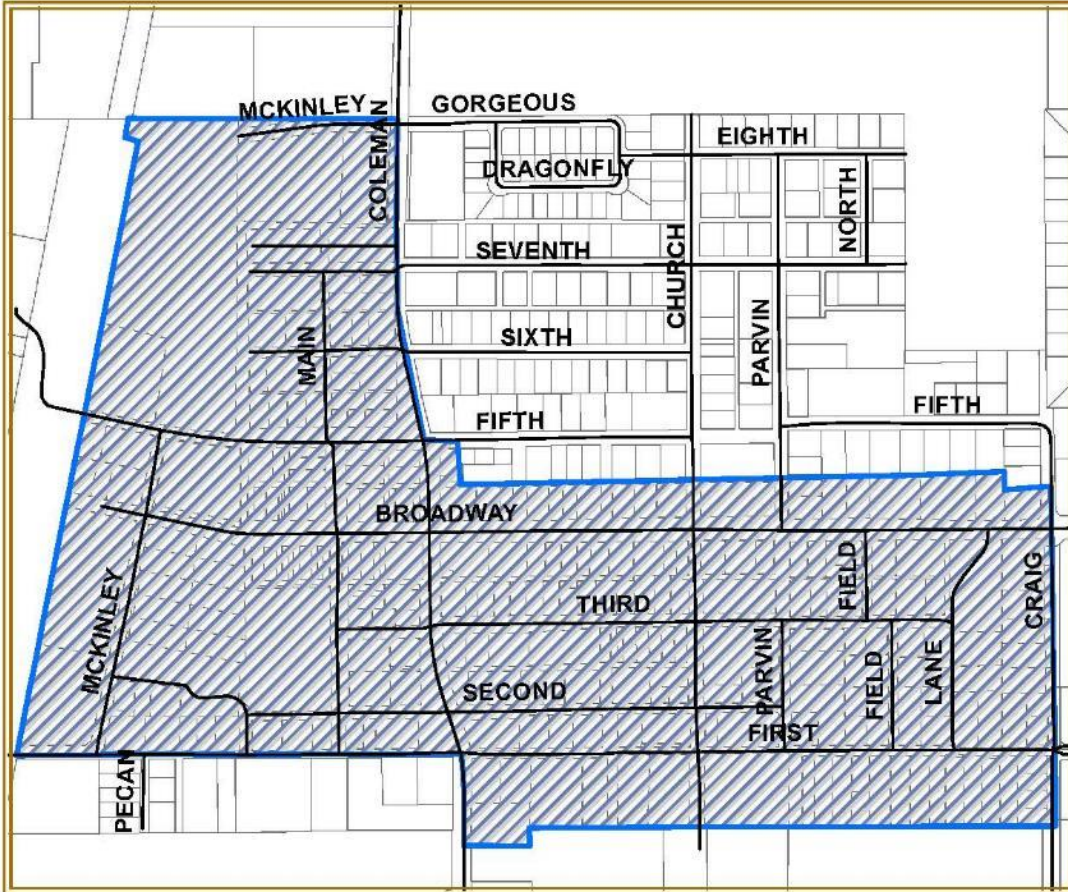 MCKINLEY
GORGEOUS
COLEMAN
EIGHTH
DRAGONFLY
NORTH
SEVENTH
CHURCH
SIXTH
MAIN
PARVIN
FIFTH
FIFTH
BROADWAY
FIELD
CRAIG
THIRD
MCKINLEY
PARVIN
FIELD
LANE
SECOND
FIRST
PECAN